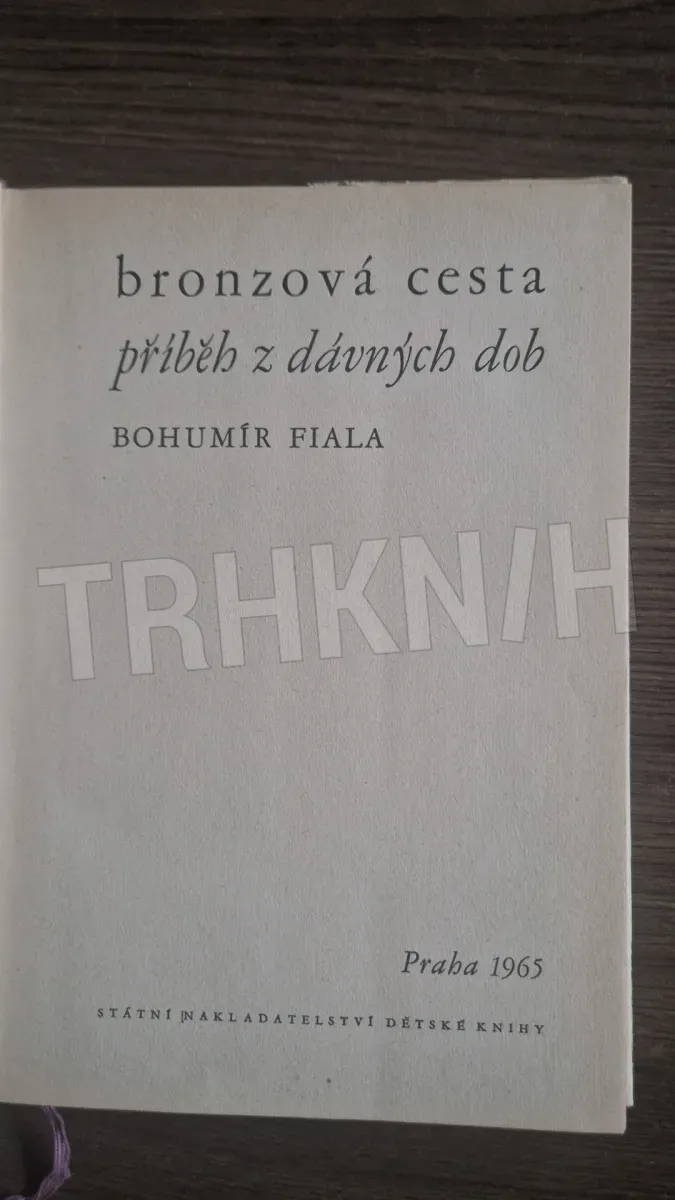 bronzová cesta
příběh z dávných dob
BOHUMÍR FIALA
TRHKNIH
Praha 1965
STÁTNÍ NAKLADATELSTVÍ DĚTSKÉ KNIHY